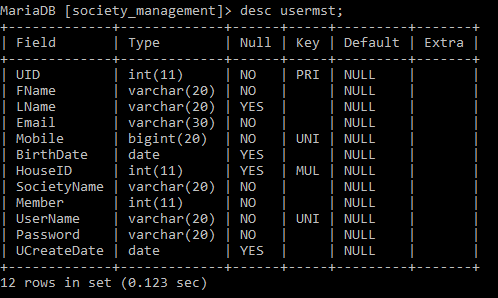 MariaDB [society_management]> desc usermst;
+-------------+-------------+------+-----+---------+-------+
| Field       | Type        | Null | Key | Default | Extra |
+-------------+-------------+------+-----+---------+-------+
| UID         | int(11)     | NO   | PRI | NULL    |       |
| FName       | varchar(20) | NO   |     | NULL    |       |
| LName       | varchar(20) | YES  |     | NULL    |       |
| Email       | varchar(30) | NO   |     | NULL    |       |
| Mobile      | bigint(20)  | NO   | UNI | NULL    |       |
| BirthDate   | date        | YES  |     | NULL    |       |
| HouseID     | int(11)     | YES  | MUL | NULL    |       |
| SocietyName | varchar(20) | NO   |     | NULL    |       |
| Member      | int(11)     | NO   |     | NULL    |       |
| UserName    | varchar(20) | NO   | UNI | NULL    |       |
| Password    | varchar(20) | NO   |     | NULL    |       |
| UCreateDate | date        | YES  |     | NULL    |       |
+-------------+-------------+------+-----+---------+-------+
12 rows in set (0.123 sec)